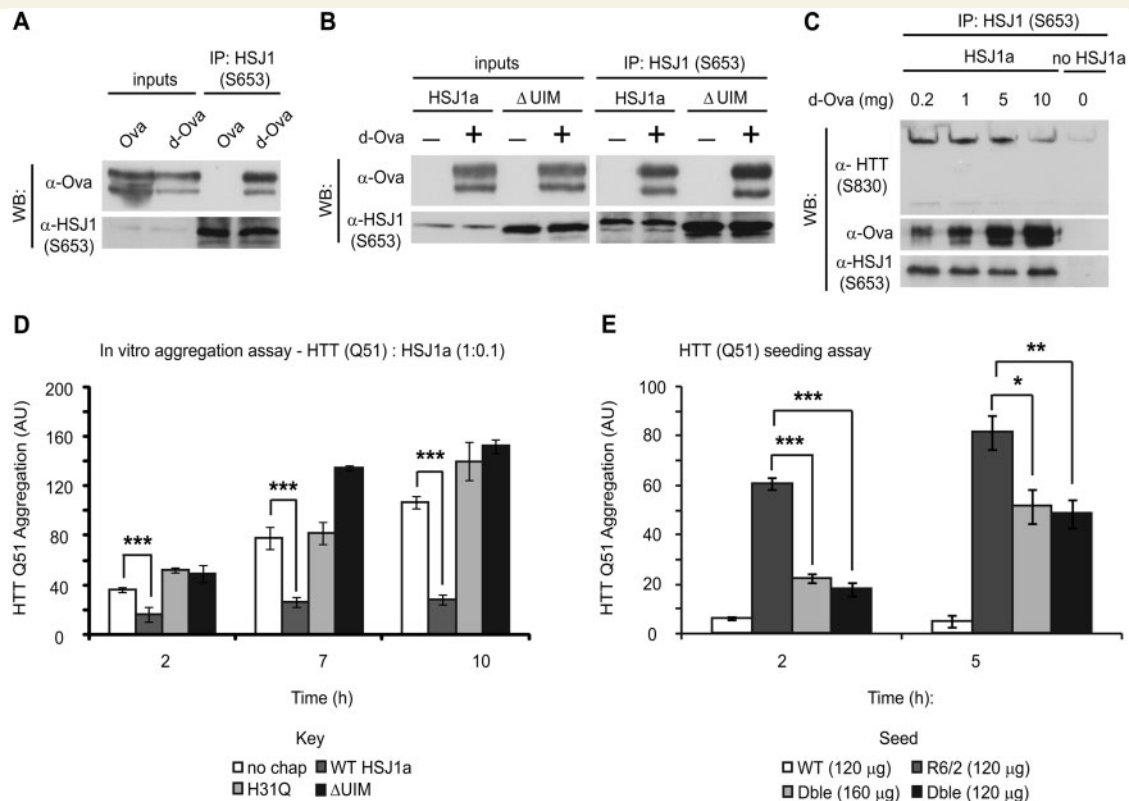 A
IP: HSJ1
(S653)
inputs
Ova
d-Ova
Ova
d-Ova
WB:
α-Ova
α-HSJ1
(S653)
B
inputs
IP: HSJ1 (S653)
HSJ1a
ΔUIM
HSJ1a
ΔUIM
d-Ova
— + — + — + — +
WB:
α-Ova
α-HSJ1
(S653)
C
IP: HSJ1 (S653)
HSJ1a
no HSJ1a
d-Ova (mg) 0.2 1 5 10 0
WB:
α- HTT
(S830)
α-Ova
α-HSJ1
(S653)
D
In vitro aggregation assay - HTT (Q51) : HSJ1a (1:0.1)
HTT Q51 Aggregation (AU)
200
160
120
80
40
0
***
***
***
2 7 10
Time (h)
Key
no chap
WT HSJ1a
H31Q
ΔUIM
E
HTT (Q51) seeding assay
HTT Q51 Aggregation (AU)
100
80
60
40
20
0
***
***
**
*
2 5
Time (h):
Seed
WT (120 μg)
R6/2 (120 μg)
Dble (160 μg)
Dble (120 μg)